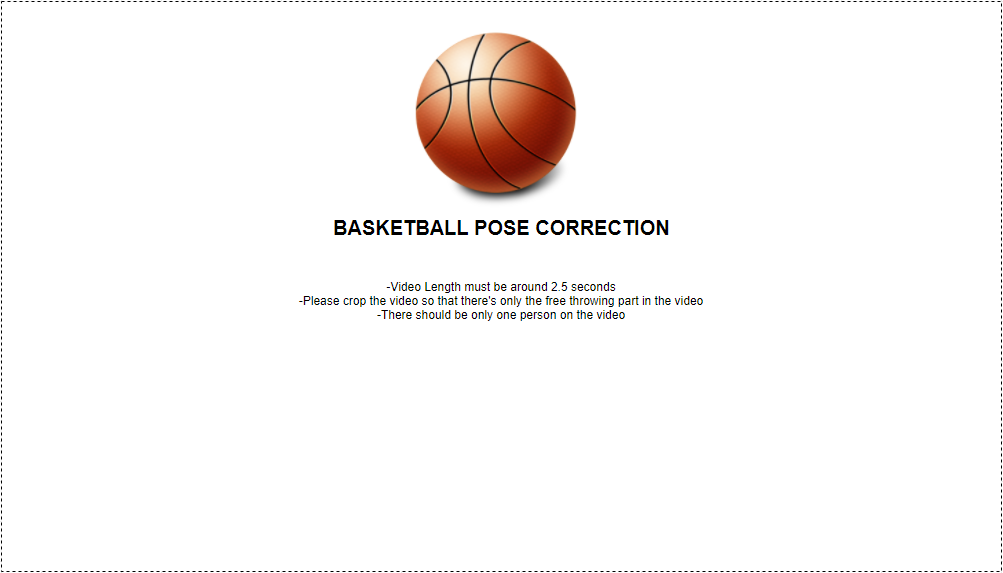 BASKETBALL POSE CORRECTION
-Video Length must be around 2.5 seconds
-Please crop the video so that there's only the free throwing part in the video
-There should be only one person on the video